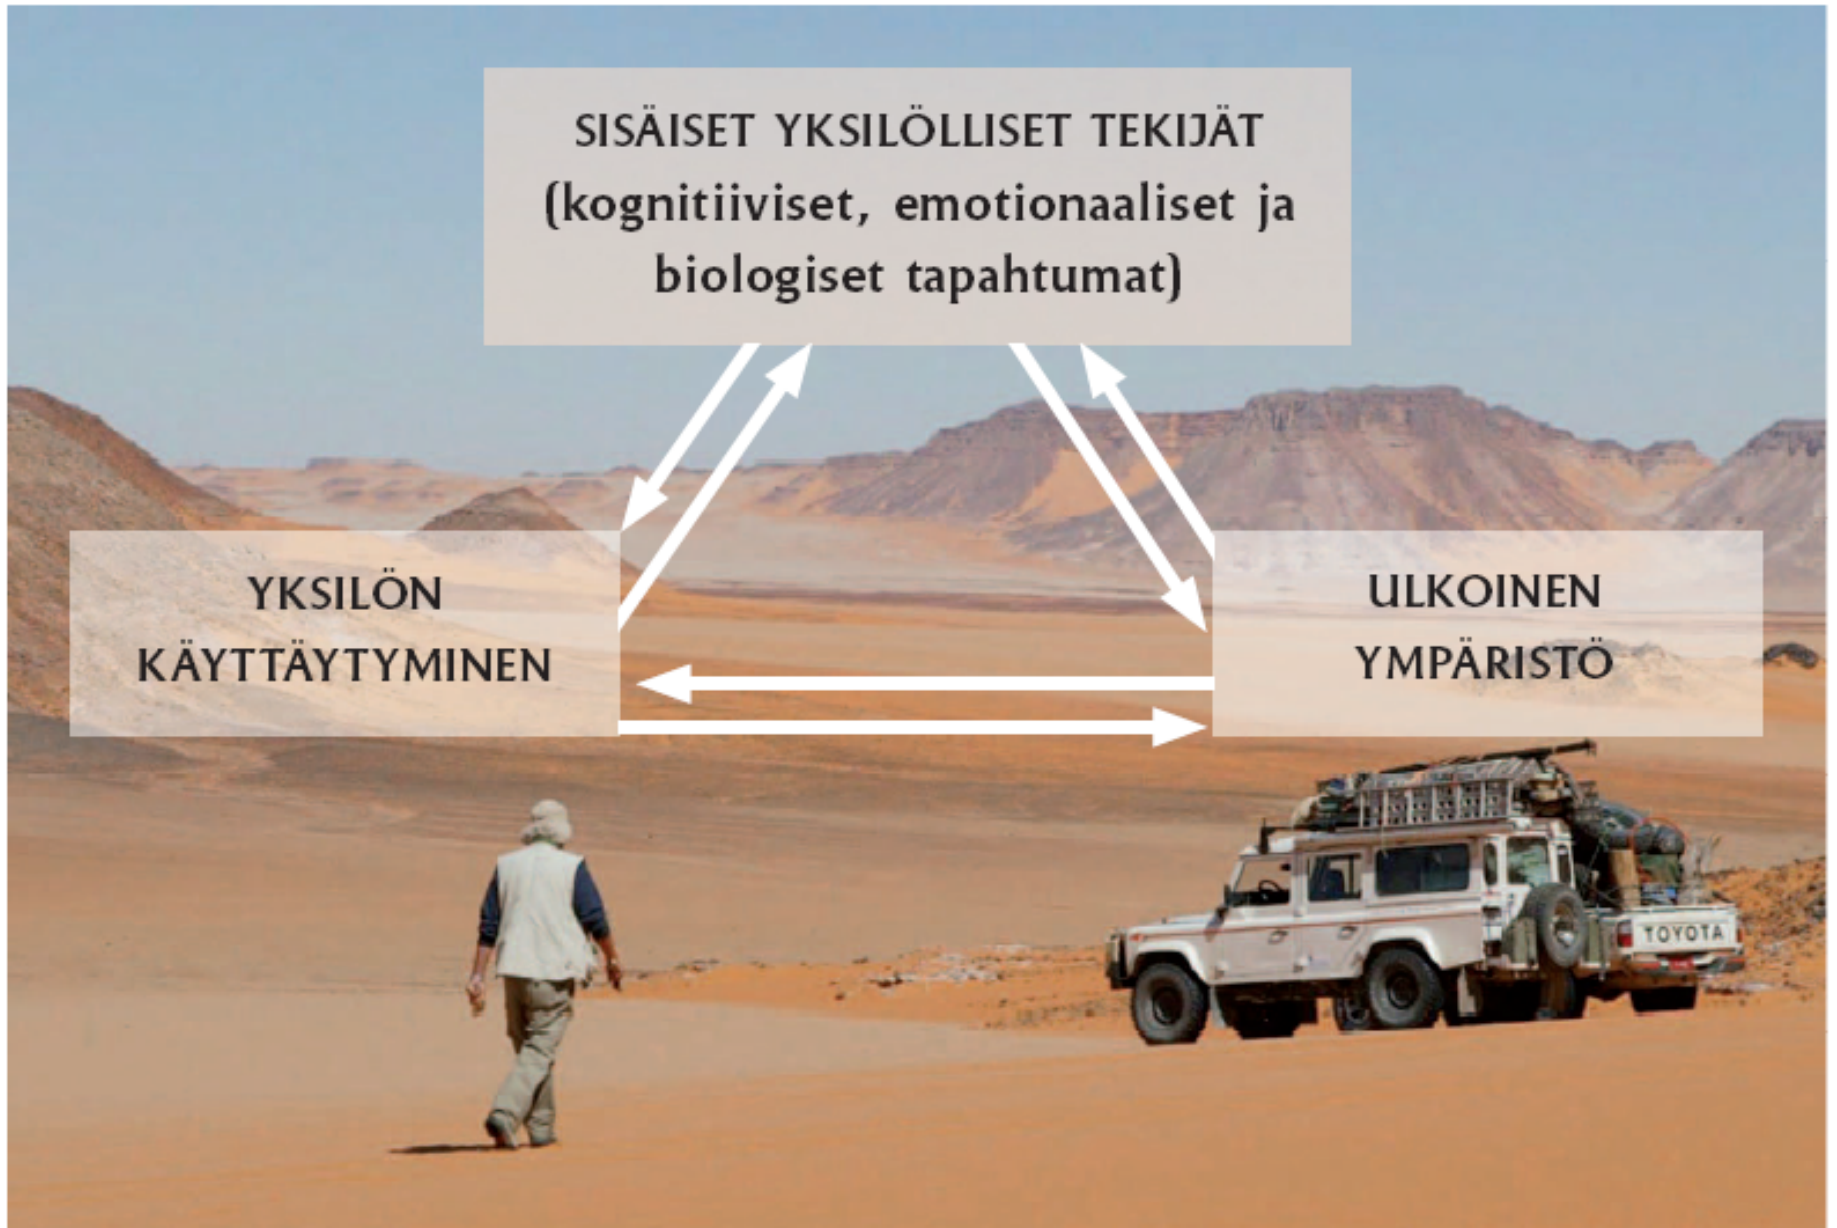 SISÄISET YKSILÖLLISET TEKIJÄT
(kognitiiviset, emotionaaliset ja
biologiset tapahtumat)
YKSILÖN
KÄYTTÄYTYMINEN
ULKOINEN
YMPÄRISTÖ
TOYOTA